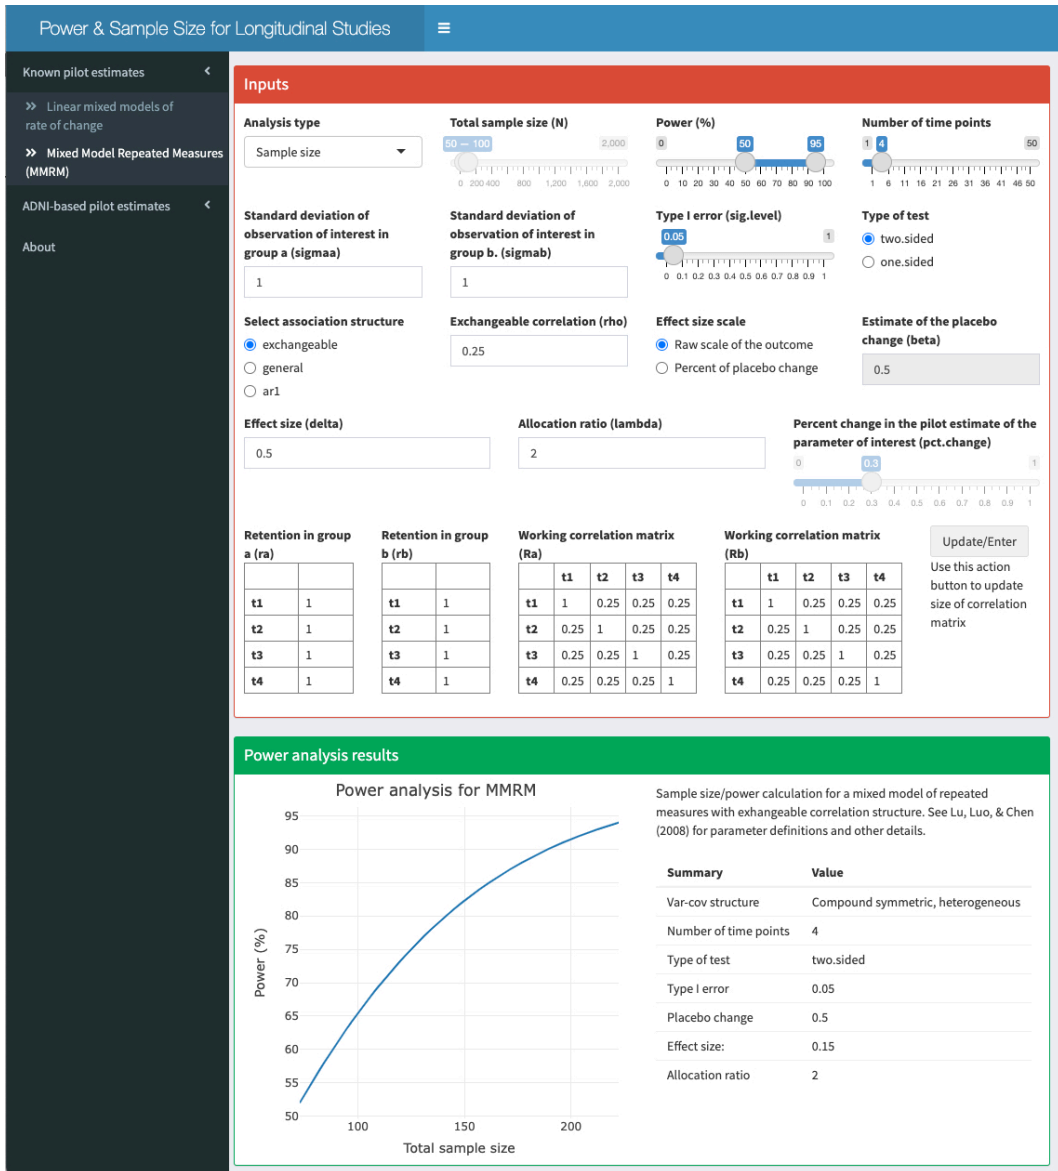 Power & Sample Size for Longitudinal Studies
Known pilot estimates
Linear mixed models of
rate of change
Mixed Model Repeated Measures
(MMRM)
ADNI-based pilot estimates
About
Inputs
Analysis type
Sample size
Total sample size (N)
50 — 100 2,000
0 200 400 800 1,200 1,600 2,000
Power (%)
0 50 95
0 10 20 30 40 50 60 70 80 90 100
Number of time points
1 4 50
1 6 11 16 21 26 31 36 41 46 50
Standard deviation of
observation of interest in
group a (sigmaa)
1
Standard deviation of
observation of interest in
group b. (sigmab)
1
Type I error (sig.level)
0.05 1
0 0.1 0.2 0.3 0.4 0.5 0.6 0.7 0.8 0.9 1
Type of test
two.sided
one.sided
Select association structure
exchangeable
general
ar1
Exchangeable correlation (rho)
0.25
Effect size scale
Raw scale of the outcome
Percent of placebo change
Estimate of the placebo
change (beta)
0.5
Effect size (delta)
0.5
Allocation ratio (lambda)
2
Percent change in the pilot estimate of the
parameter of interest (pct.change)
0 0.3 1
0 0.1 0.2 0.3 0.4 0.5 0.6 0.7 0.8 0.9 1
Retention in group
a (ra)
t1 1
t2 1
t3 1
t4 1
Retention in group
b (rb)
t1 1
t2 1
t3 1
t4 1
Working correlation matrix
(Ra)
t1 t2 t3 t4
t1 1 0.25 0.25 0.25
t2 0.25 1 0.25 0.25
t3 0.25 0.25 1 0.25
t4 0.25 0.25 0.25 1
Working correlation matrix
(Rb)
t1 t2 t3 t4
t1 1 0.25 0.25 0.25
t2 0.25 1 0.25 0.25
t3 0.25 0.25 1 0.25
t4 0.25 0.25 0.25 1
Update/Enter
Use this action
button to update
size of correlation
matrix
Power analysis results
Power analysis for MMRM
95
90
85
80
75
70
65
60
55
50
Power (%)
100 150 200
Total sample size
Sample size/power calculation for a mixed model of repeated
measures with exhangeable correlation structure. See Lu, Luo, & Chen
(2008) for parameter definitions and other details.
Summary Value
Var-cov structure Compound symmetric, heterogeneous
Number of time points 4
Type of test two.sided
Type I error 0.05
Placebo change 0.5
Effect size: 0.15
Allocation ratio 2